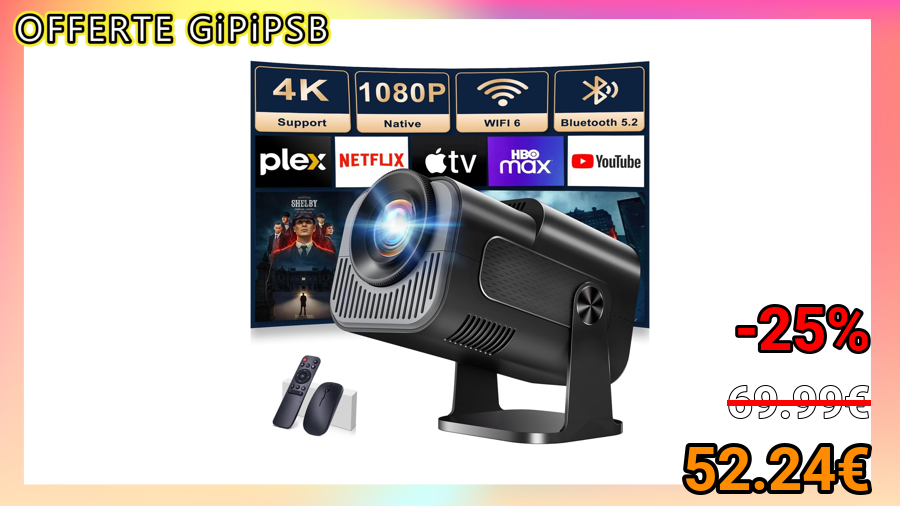 OFFERTE GiPiPSB
4K
1080P
Support
Native
WIFI 6
Bluetooth 5.2
plex
NETFLIX
tv
HBO
max
YouTube
SHELBY
-25%
69.99€
52.24€